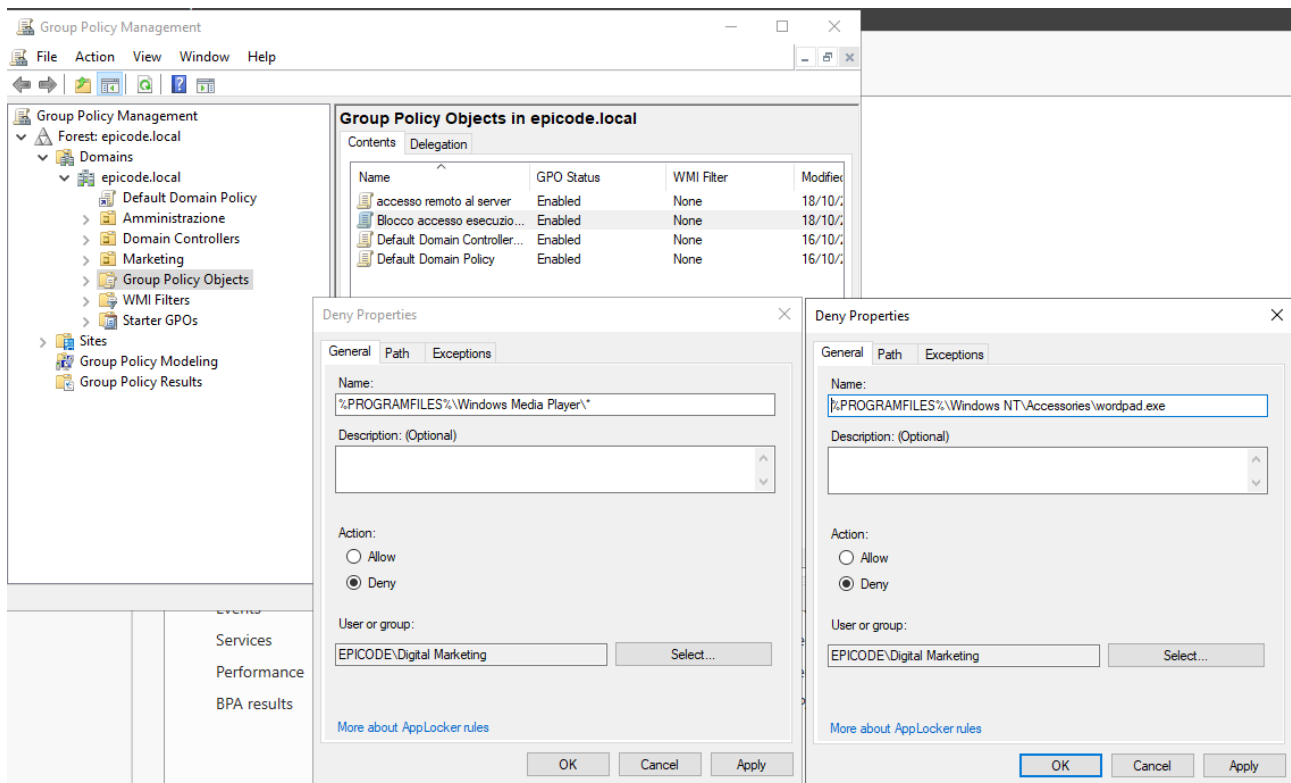 Group Policy Management
File Action View Window Help
Group Policy Management
Forest: epicode.local
Domains
epicode.local
Default Domain Policy
Amministrazione
Domain Controllers
Marketing
Group Policy Objects
WMI Filters
Starter GPOs
Sites
Group Policy Modeling
Group Policy Results
Group Policy Objects in epicode.local
Contents Delegation
Name GPO Status WMI Filter Modified
accesso remoto al server Enabled None 18/10/
Blocco accesso esecuzio... Enabled None 18/10/
Default Domain Controller... Enabled None 16/10/
Default Domain Policy Enabled None 16/10/
Events
Services
Performance
BPA results
Deny Properties
General Path Exceptions
Name:
%PROGRAMFILES%\Windows Media Player\*
Description: (Optional)
Action:
Allow
Deny
User or group:
EPICODE\Digital Marketing Select...
More about AppLocker rules
OK Cancel Apply
Deny Properties
General Path Exceptions
Name:
%PROGRAMFILES%\Windows NT\Accessories\wordpad.exe
Description: (Optional)
Action:
Allow
Deny
User or group:
EPICODE\Digital Marketing Select...
More about AppLocker rules
OK Cancel Apply